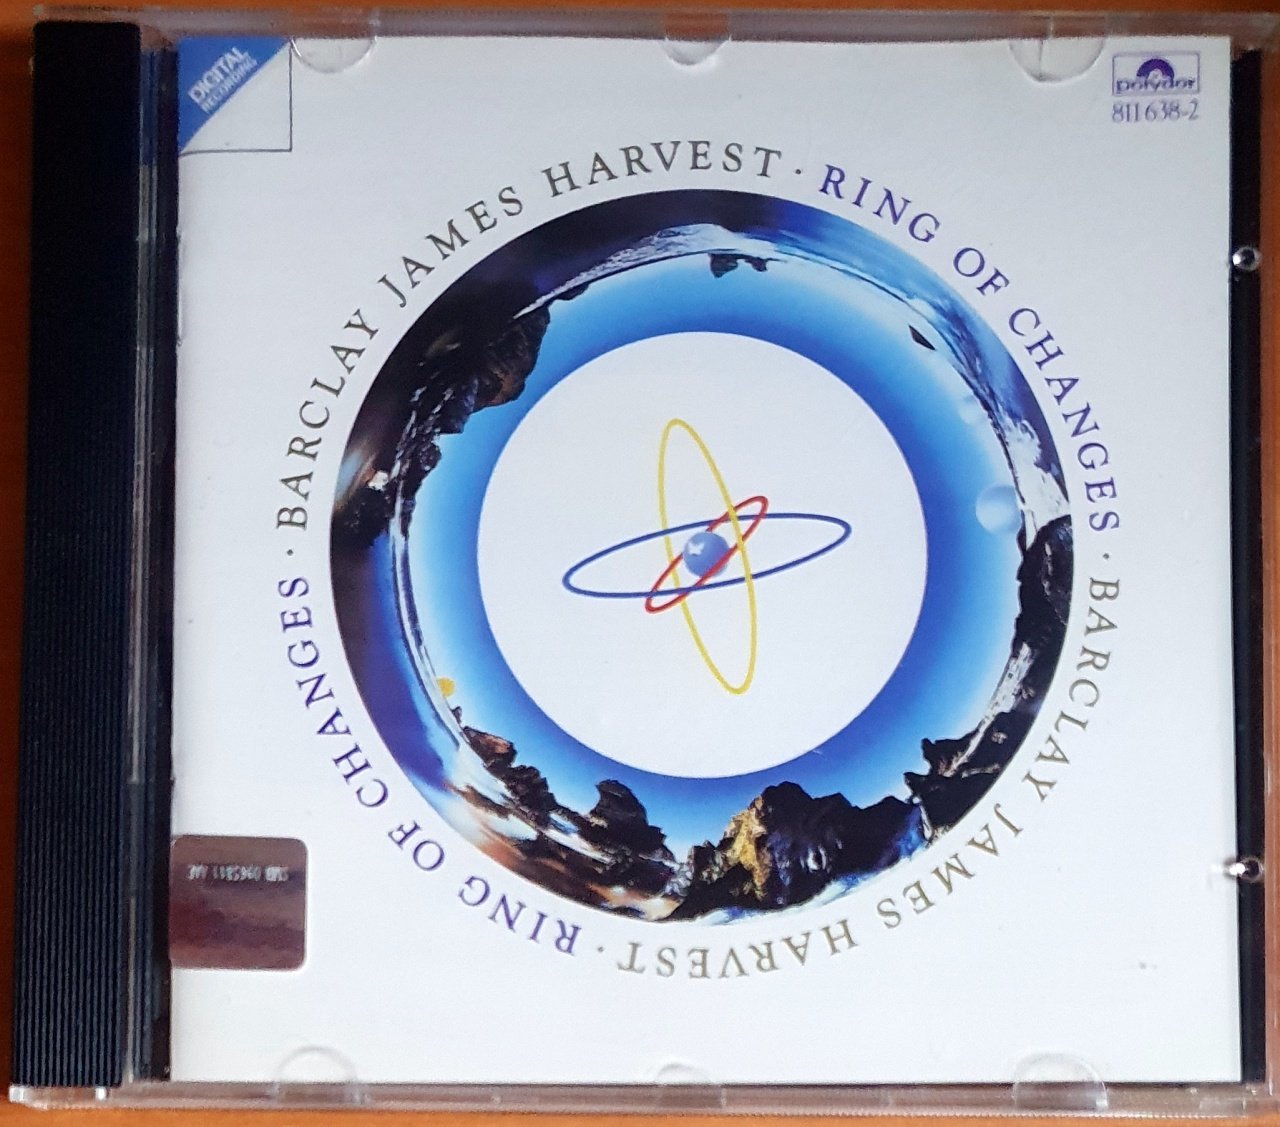 DIGITAL
RECORDING
polydor
811 638-2
BARCLAY JAMES HARVEST · RING OF CHANGES · BARCLAY JAMES HARVEST · RING OF CHANGES ·